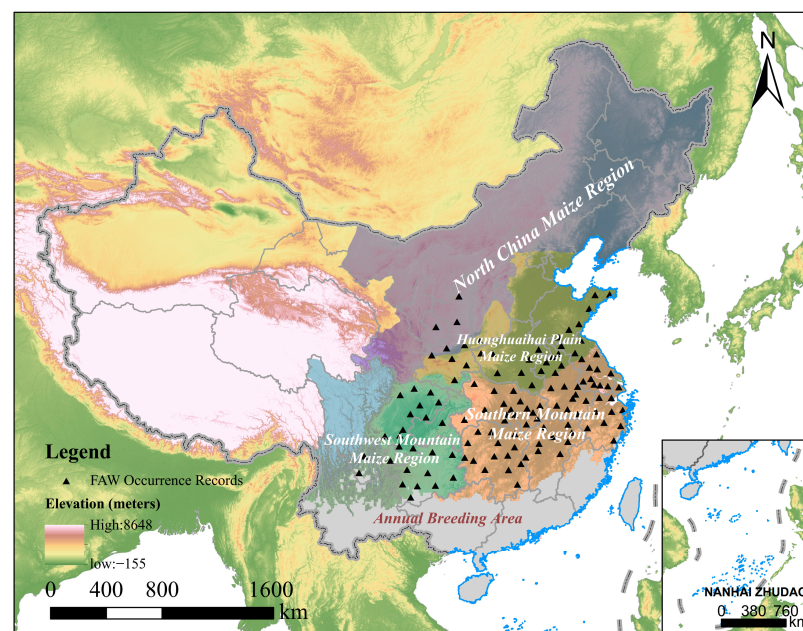 N
North China Maize Region
Huanghuaihai Plain
Maize Region
Southern Mountain
Maize Region
Southwest Mountain
Maize Region
Annual Breeding Area
Legend
FAW Occurrence Records
Elevation (meters)
High:8648
low:−155
0 400 800 1600
km
NANHAI ZHUDAO
0 380 760
km